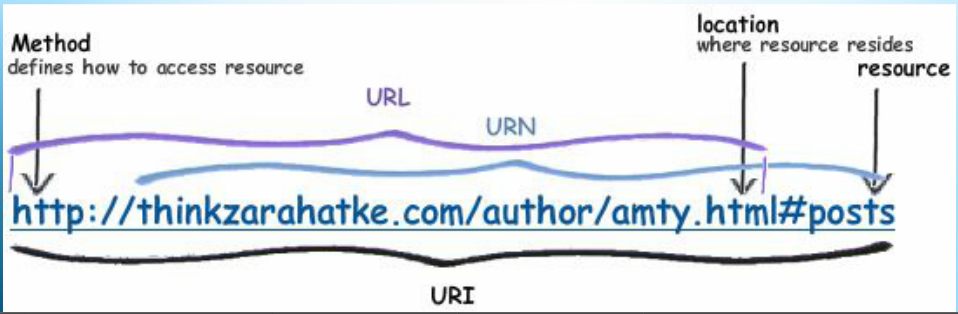 Method
defines how to access resource
location
where resource resides
resource
URL
URN
http://thinkzarahatke.com/author/amty.html#posts
URI